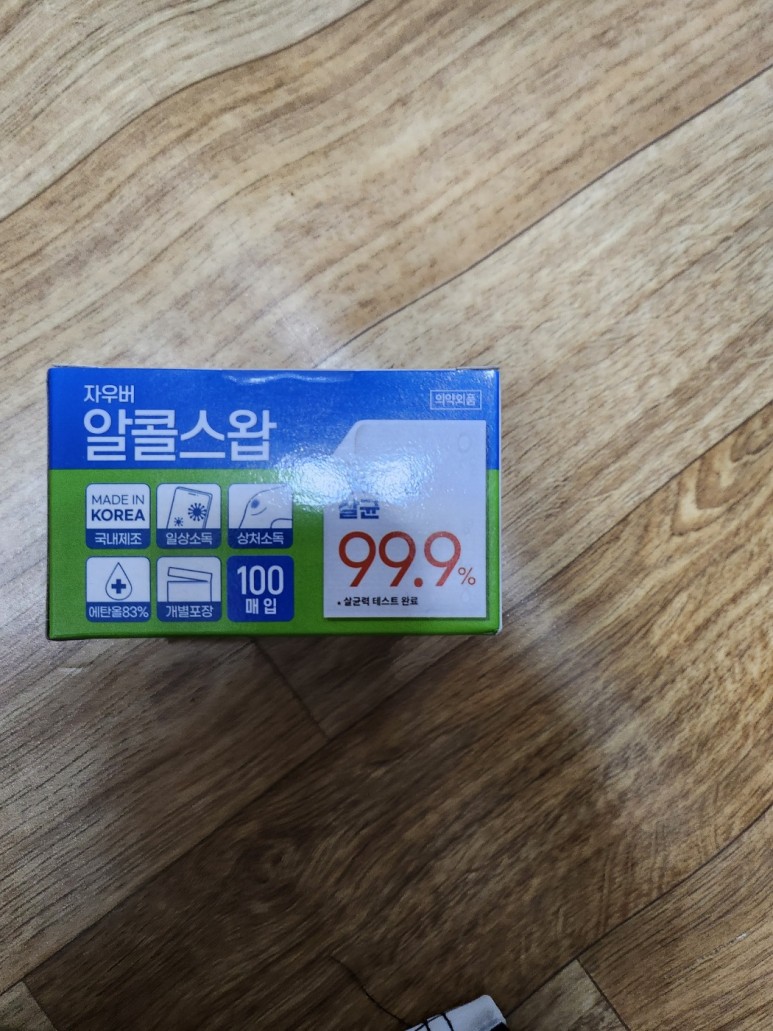 자우버
알콜스왑
의약외품
MADE IN
KOREA
국내제조
일상소독
상처소독
에탄올83%
개별포장
100
매입
살균
99.9%
• 살균력 테스트 완료